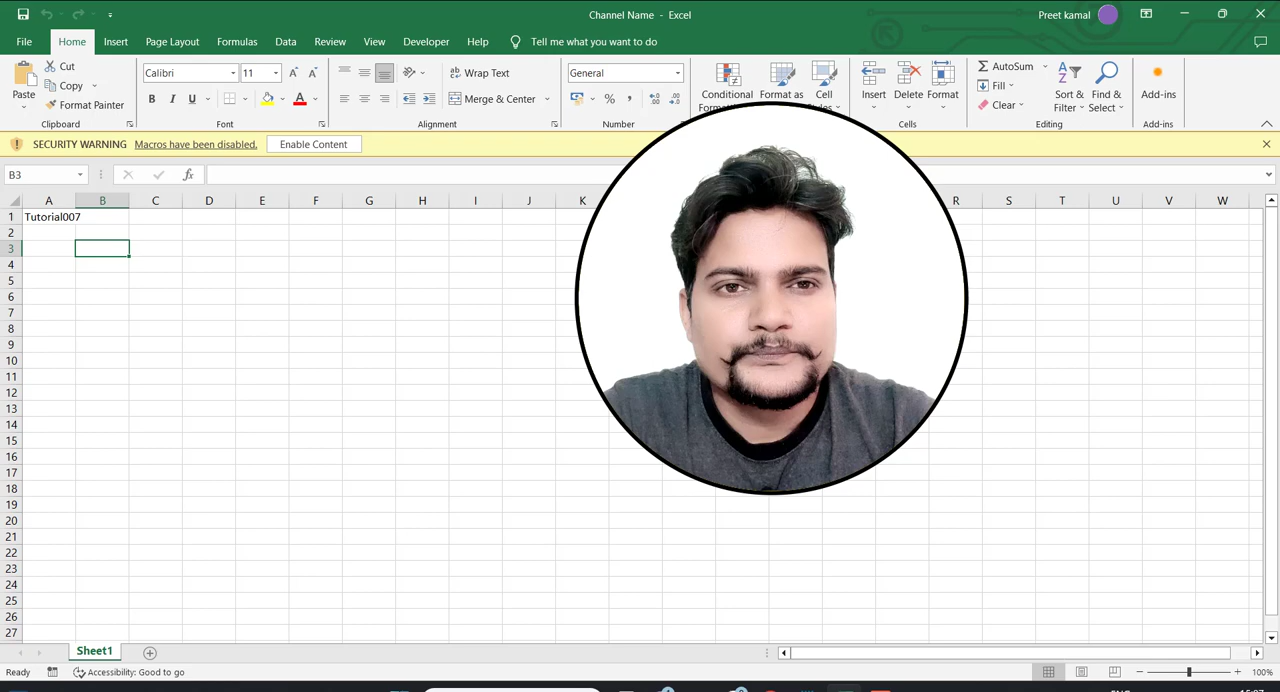 Channel Name - Excel
Preet kamal
File Home Insert Page Layout Formulas Data Review View Developer Help Tell me what you want to do
Paste
Cut
Copy
Format Painter
Clipboard
Calibri 11
B I U
A
Font
ab Wrap Text
Merge & Center
Alignment
General
% ,
Number
Conditional
Format as
Cell
Insert
Delete
Format
Cells
AutoSum
Fill
Clear
Sort &
Filter
Find &
Select
Editing
Add-ins
Add-ins
SECURITY WARNING Macros have been disabled. Enable Content
B3 fx
A B C D E F G H I J K R S T U V W
1 Tutorial007
2
3
4
5
6
7
8
9
10
11
12
13
14
15
16
17
18
19
20
21
22
23
24
25
26
27
Sheet1
Ready Accessibility: Good to go 100%